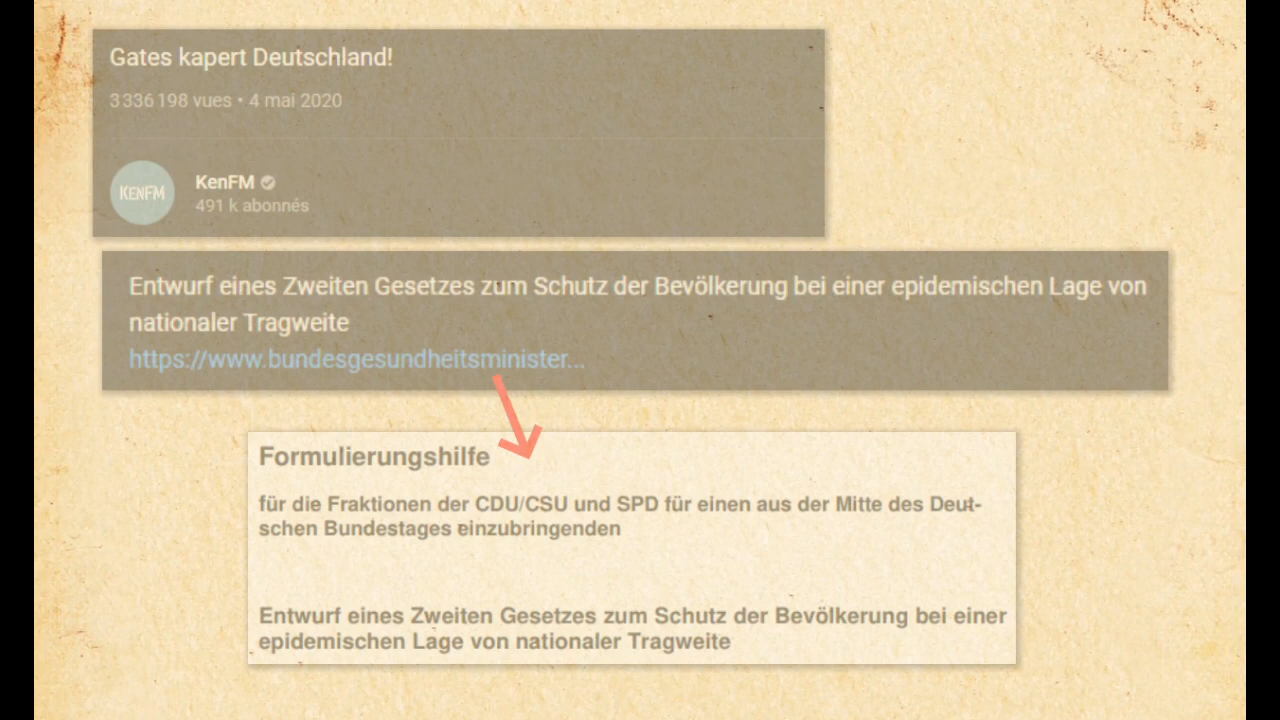 Gates kapert Deutschland!
3 336 198 vues • 4 mai 2020
KENFM
KenFM
491 k abonnés
Entwurf eines Zweiten Gesetzes zum Schutz der Bevölkerung bei einer epidemischen Lage von
nationaler Tragweite
https://www.bundesgesundheitsminister...
Formulierungshilfe
für die Fraktionen der CDU/CSU und SPD für einen aus der Mitte des Deut-
schen Bundestages einzubringenden
Entwurf eines Zweiten Gesetzes zum Schutz der Bevölkerung bei einer
epidemischen Lage von nationaler Tragweite